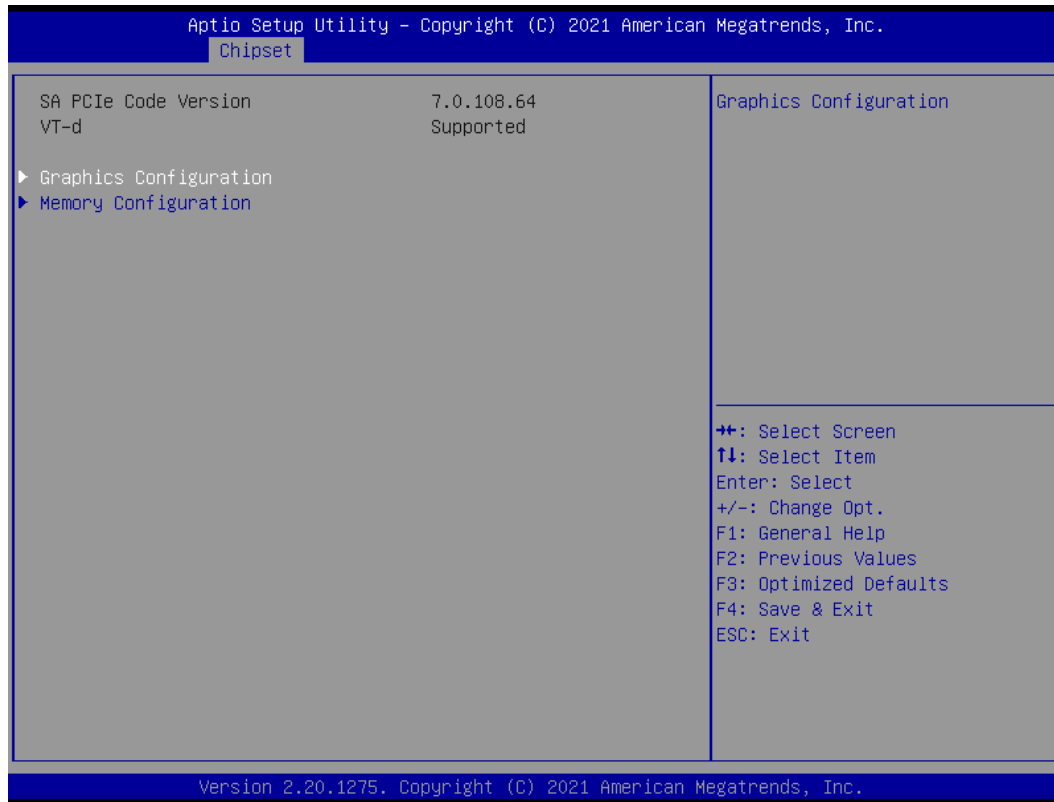 Aptio Setup Utility – Copyright (C) 2021 American Megatrends, Inc.
Chipset
SA PCIe Code Version 7.0.108.64
VT-d Supported
Graphics Configuration
Memory Configuration
Graphics Configuration
→←: Select Screen
↑↓: Select Item
Enter: Select
+/-: Change Opt.
F1: General Help
F2: Previous Values
F3: Optimized Defaults
F4: Save & Exit
ESC: Exit
Version 2.20.1275. Copyright (C) 2021 American Megatrends, Inc.